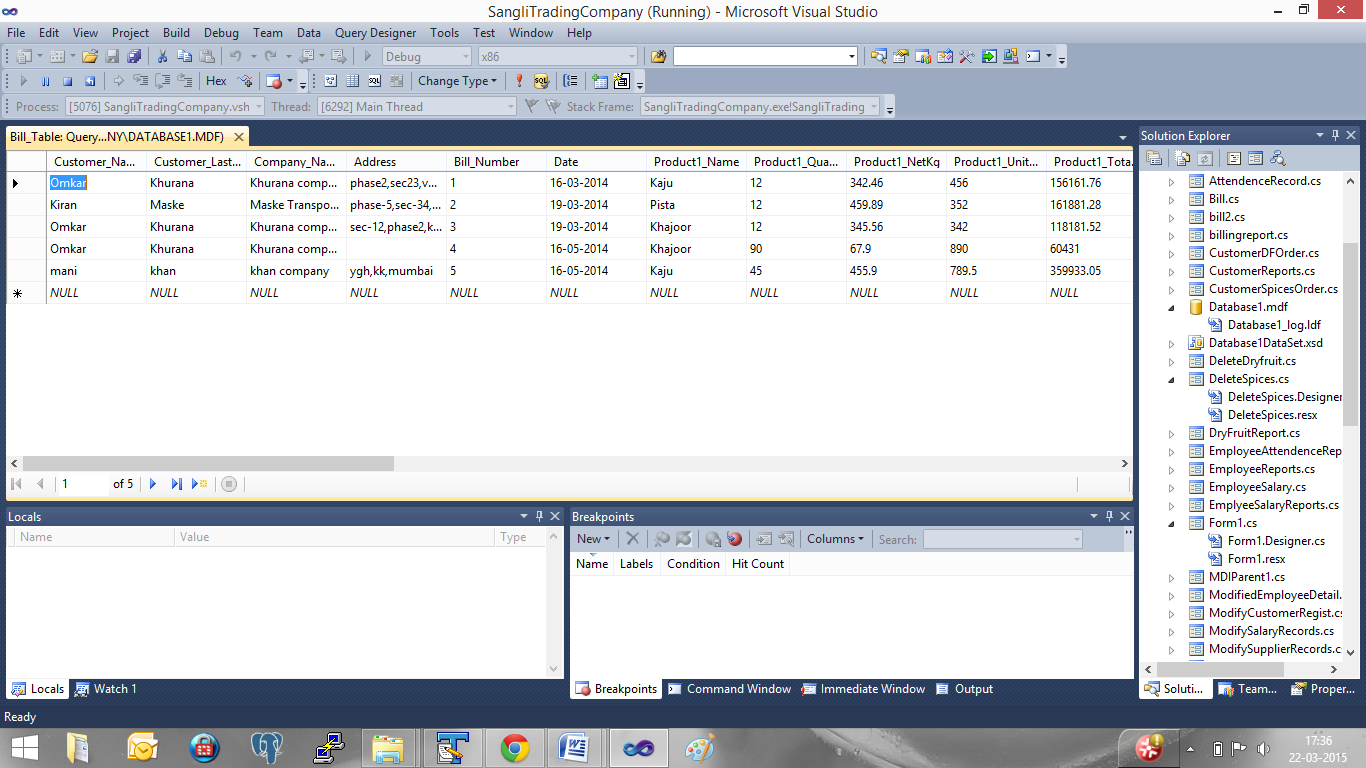 SangliTradingCompany (Running) - Microsoft Visual Studio
File Edit View Project Build Debug Team Data Query Designer Tools Test Window Help
Debug x86
Hex Change Type
Process: [5076] SangliTradingCompany.vsh Thread: [6292] Main Thread Stack Frame: SangliTradingCompany.exe!SangliTrading
Bill_Table: Query...NY\DATABASE1.MDF)
Customer_Na... Customer_Last... Company_Na... Address Bill_Number Date Product1_Name Product1_Qua... Product1_NetKg Product1_Unit... Product1_Tota...
Omkar Khurana Khurana comp... phase2,sec23,v... 1 16-03-2014 Kaju 12 342.46 456 156161.76
Kiran Maske Maske Transpo... phase-5,sec-34,... 2 19-03-2014 Pista 12 459.89 352 161881.28
Omkar Khurana Khurana comp... sec-12,phase2,k... 3 19-03-2014 Khajoor 12 345.56 342 118181.52
Omkar Khurana Khurana comp... 4 16-05-2014 Khajoor 90 67.9 890 60431
mani khan khan company ygh,kk,mumbai 5 16-05-2014 Kaju 45 455.9 789.5 359933.05
NULL NULL NULL NULL NULL NULL NULL NULL NULL NULL NULL
1 of 5
Locals
Name Value Type
Locals Watch 1
Breakpoints
New Columns Search:
Name Labels Condition Hit Count
Breakpoints Command Window Immediate Window Output
Solution Explorer
AttendenceRecord.cs
Bill.cs
bill2.cs
billingreport.cs
CustomerDFOrder.cs
CustomerReports.cs
CustomerSpicesOrder.cs
Database1.mdf
Database1_log.ldf
Database1DataSet.xsd
DeleteDryfruit.cs
DeleteSpices.cs
DeleteSpices.Designer
DeleteSpices.resx
DryFruitReport.cs
EmployeeAttendenceRep
EmployeeReports.cs
EmployeeSalary.cs
EmplyeeSalaryReports.cs
Form1.cs
Form1.Designer.cs
Form1.resx
MDIParent1.cs
ModifiedEmployeeDetail.
ModifyCustomerRegist.cs
ModifySalaryRecords.cs
ModifySupplierRecords.c
Soluti... Team... Proper...
Ready
17:36
22-03-2015